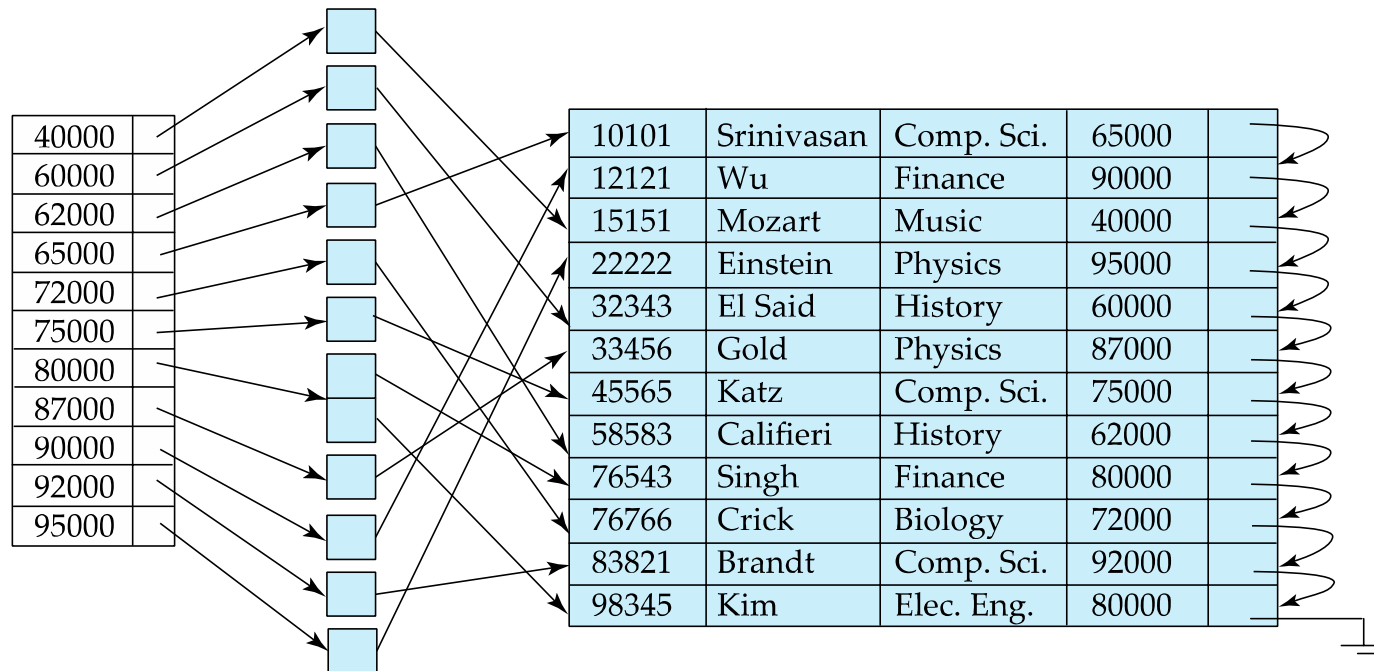 40000
60000
62000
65000
72000
75000
80000
87000
90000
92000
95000
10101 Srinivasan Comp. Sci. 65000
12121 Wu Finance 90000
15151 Mozart Music 40000
22222 Einstein Physics 95000
32343 El Said History 60000
33456 Gold Physics 87000
45565 Katz Comp. Sci. 75000
58583 Califieri History 62000
76543 Singh Finance 80000
76766 Crick Biology 72000
83821 Brandt Comp. Sci. 92000
98345 Kim Elec. Eng. 80000